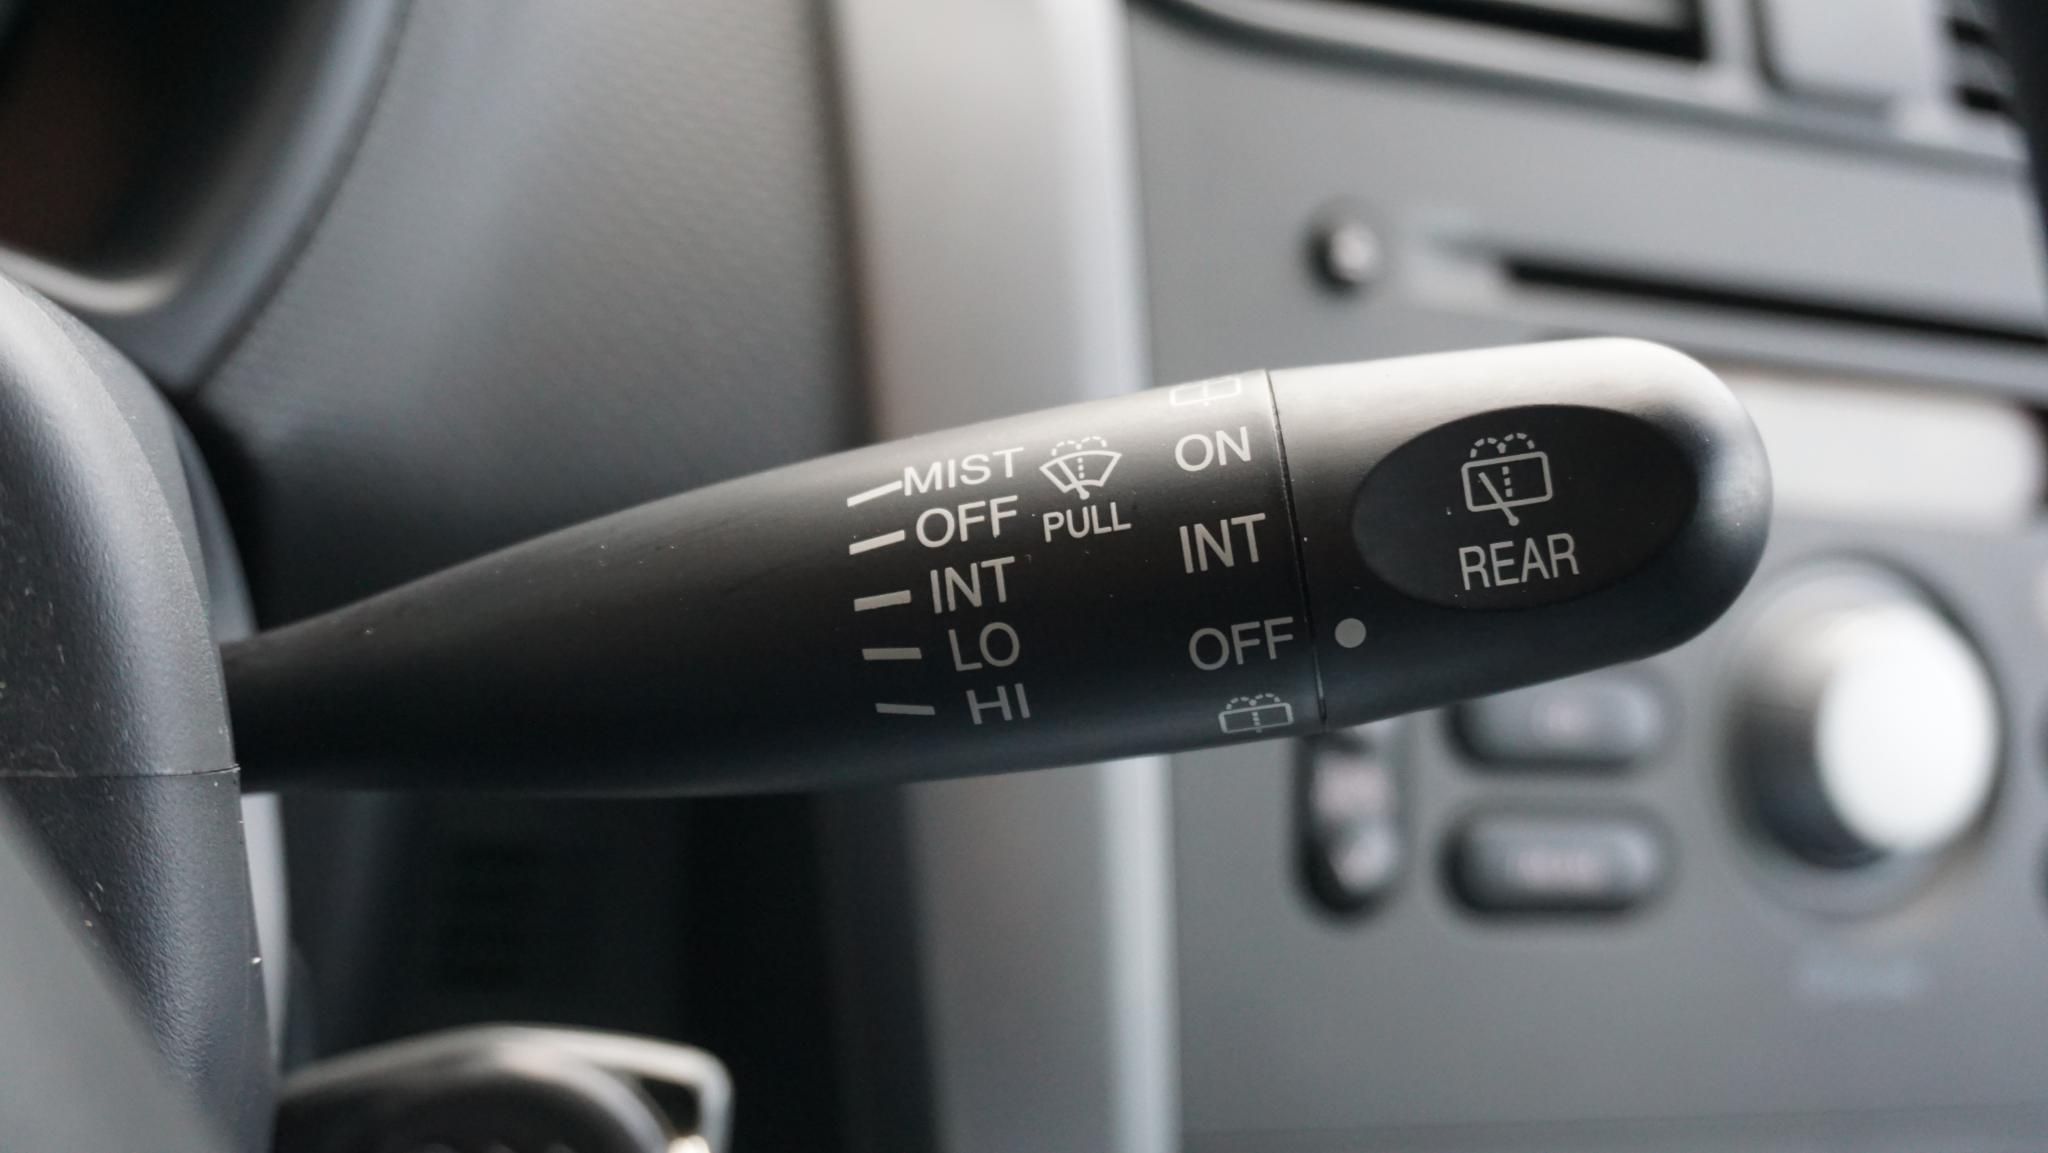 MIST
OFF
INT
LO
HI
PULL
ON
INT
OFF
REAR